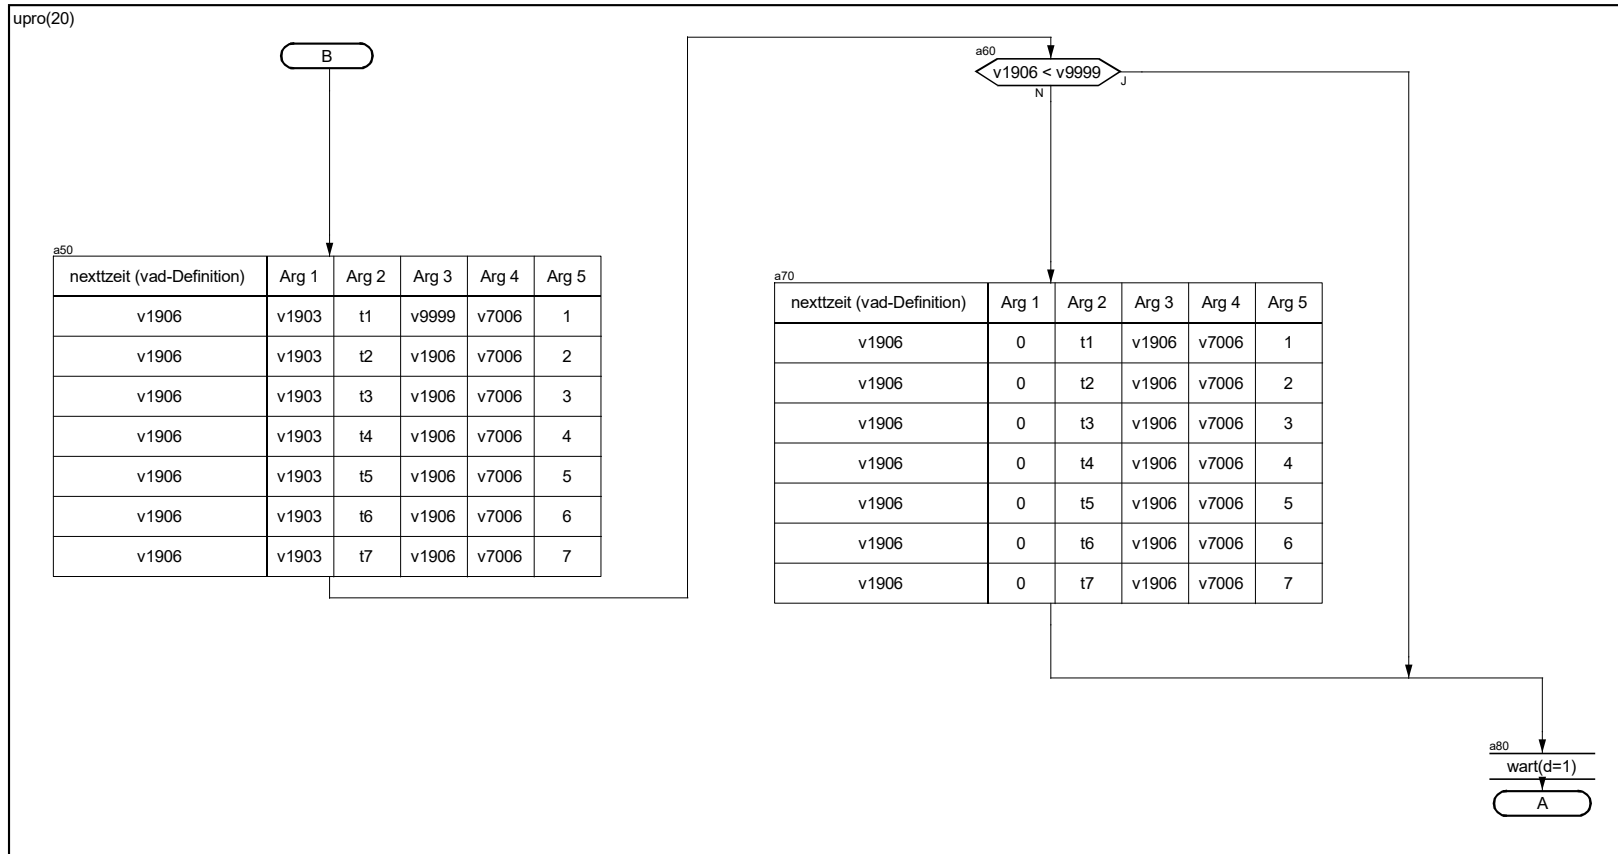 upro(20)
B
a50
nexttzeit (vad-Definition) Arg 1 Arg 2 Arg 3 Arg 4 Arg 5
v1906 v1903 t1 v9999 v7006 1
v1906 v1903 t2 v1906 v7006 2
v1906 v1903 t3 v1906 v7006 3
v1906 v1903 t4 v1906 v7006 4
v1906 v1903 t5 v1906 v7006 5
v1906 v1903 t6 v1906 v7006 6
v1906 v1903 t7 v1906 v7006 7
a60
v1906 < v9999
J
N
a70
nexttzeit (vad-Definition) Arg 1 Arg 2 Arg 3 Arg 4 Arg 5
v1906 0 t1 v1906 v7006 1
v1906 0 t2 v1906 v7006 2
v1906 0 t3 v1906 v7006 3
v1906 0 t4 v1906 v7006 4
v1906 0 t5 v1906 v7006 5
v1906 0 t6 v1906 v7006 6
v1906 0 t7 v1906 v7006 7
a80
wart(d=1)
A